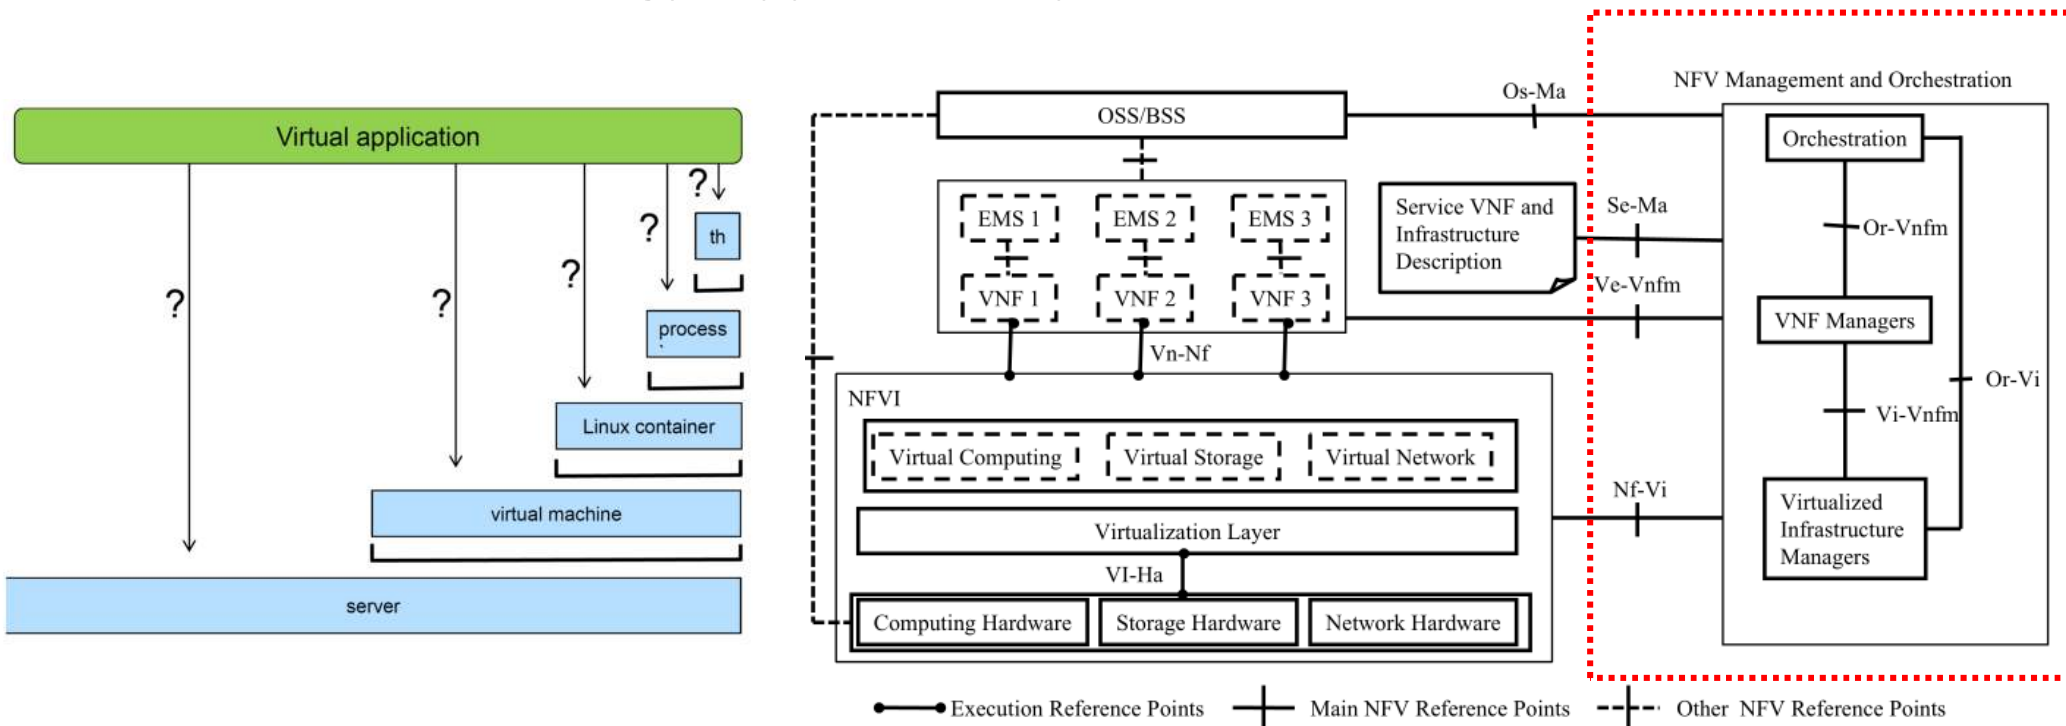 Virtual application
?
th
?
process
?
Linux container
?
virtual machine
?
server
NFV Management and Orchestration
Os-Ma
OSS/BSS
Orchestration
EMS 1
EMS 2
EMS 3
Service VNF and
Infrastructure
Description
Se-Ma
Or-Vnfm
VNF 1
VNF 2
VNF 3
Ve-Vnfm
VNF Managers
Vn-Nf
Or-Vi
NFVI
Vi-Vnfm
Virtual Computing
Virtual Storage
Virtual Network
Nf-Vi
Virtualized
Infrastructure
Managers
Virtualization Layer
VI-Ha
Computing Hardware
Storage Hardware
Network Hardware
Execution Reference Points
Main NFV Reference Points
Other NFV Reference Points